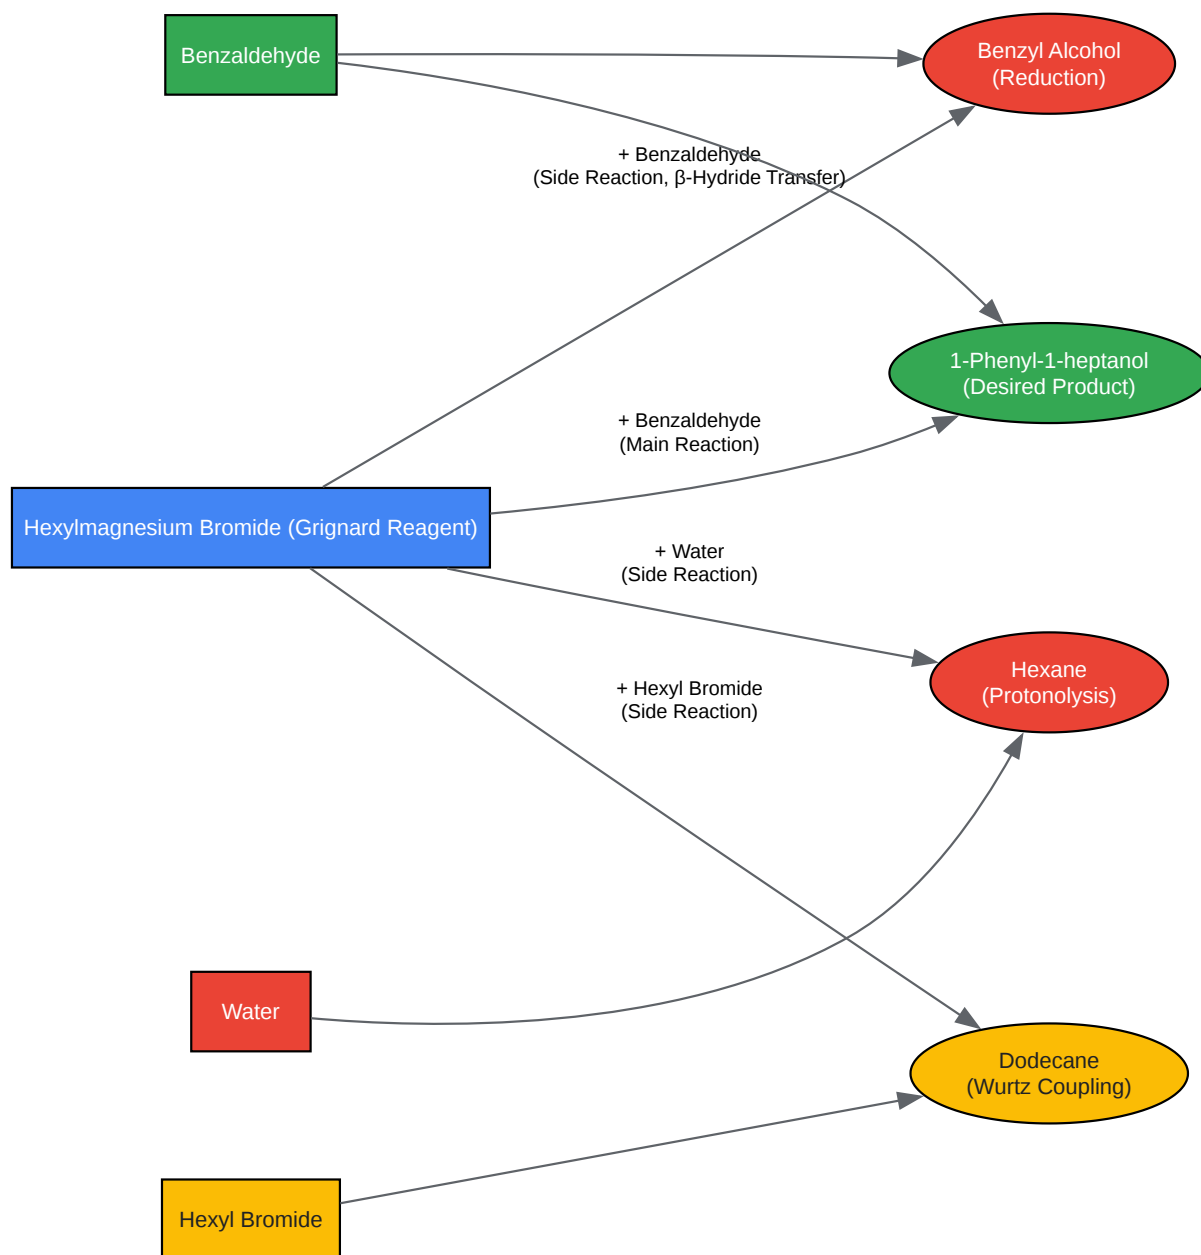 Benzaldehyde
Benzyl Alcohol
(Reduction)
+ Benzaldehyde
(Side Reaction, β-Hydride Transfer)
1-Phenyl-1-heptanol
(Desired Product)
+ Benzaldehyde
(Main Reaction)
Hexylmagnesium Bromide (Grignard Reagent)
+ Water
(Side Reaction)
Hexane
(Protonolysis)
+ Hexyl Bromide
(Side Reaction)
Water
Dodecane
(Wurtz Coupling)
Hexyl Bromide